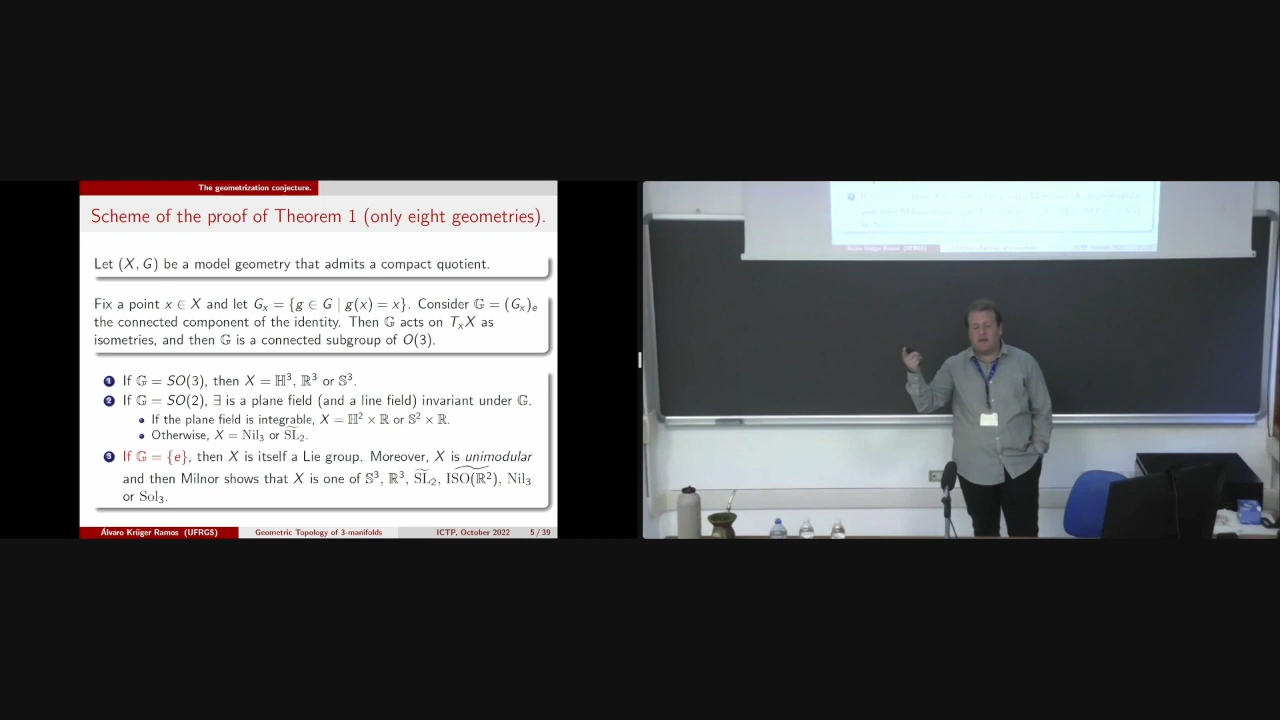 The geometrization conjecture.
Scheme of the proof of Theorem 1 (only eight geometries).
Let (X, G) be a model geometry that admits a compact quotient.
Fix a point x ∈ X and let Gₓ = {g ∈ G | g(x) = x}. Consider 𝔾 = (Gₓ)ₑ
the connected component of the identity. Then 𝔾 acts on TₓX as
isometries, and then 𝔾 is a connected subgroup of O(3).
1 If 𝔾 = SO(3), then X = ℍ³, ℝ³ or 𝕊³.
2 If 𝔾 = SO(2), ∃ is a plane field (and a line field) invariant under 𝔾.
• If the plane field is integrable, X = ℍ² × ℝ or 𝕊² × ℝ.
• Otherwise, X = Nil₃ or S̃L₂.
3 If 𝔾 = {e}, then X is itself a Lie group. Moreover, X is unimodular
and then Milnor shows that X is one of 𝕊³, ℝ³, S̃L₂, ĨSO(ℝ²), Nil₃
or Sol₃.
Álvaro Krüger Ramos (UFRGS) Geometric Topology of 3-manifolds ICTP, October 2022 5 / 39